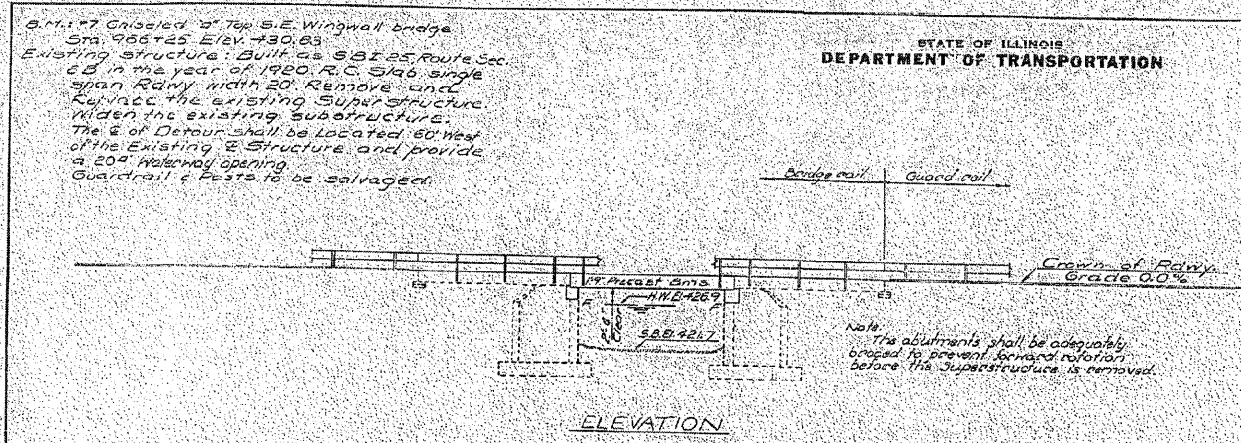 B.M.: #7 Chiseled "□" Top S.E. Wingwall bridge
Sta. 966+25 Elev. 430.83
Existing Structure: Built as SBI 25, Route Sec.
in the year of 1920. R.C. Slab single
span Rdwy width 20'. Remove and
Replace the existing Superstructure.
Widen the existing substructure.
The ℄ of Detour shall be Located 60' West
of the Existing ℄ Structure and provide
a 20" Waterway opening
Guardrail & Posts to be salvaged.
STATE OF ILLINOIS
DEPARTMENT OF TRANSPORTATION
Bridge rail
Guard rail
Crown of Rdwy.
Grade 0.0%
Precast Bms
H.W.El.426.9
Clear
S.B.El.421.7
Note:
The abutments shall be adequately
braced to prevent forward rotation
before the Superstructure is removed.
ELEVATION